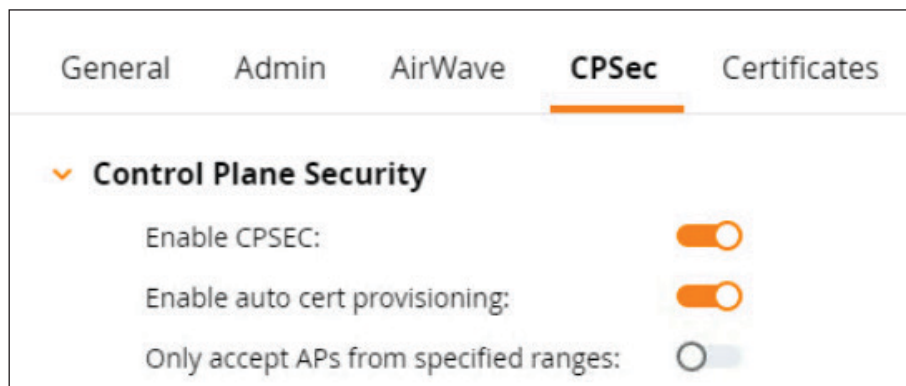 General Admin AirWave CPSec Certificates
Control Plane Security
Enable CPSEC:
Enable auto cert provisioning:
Only accept APs from specified ranges: